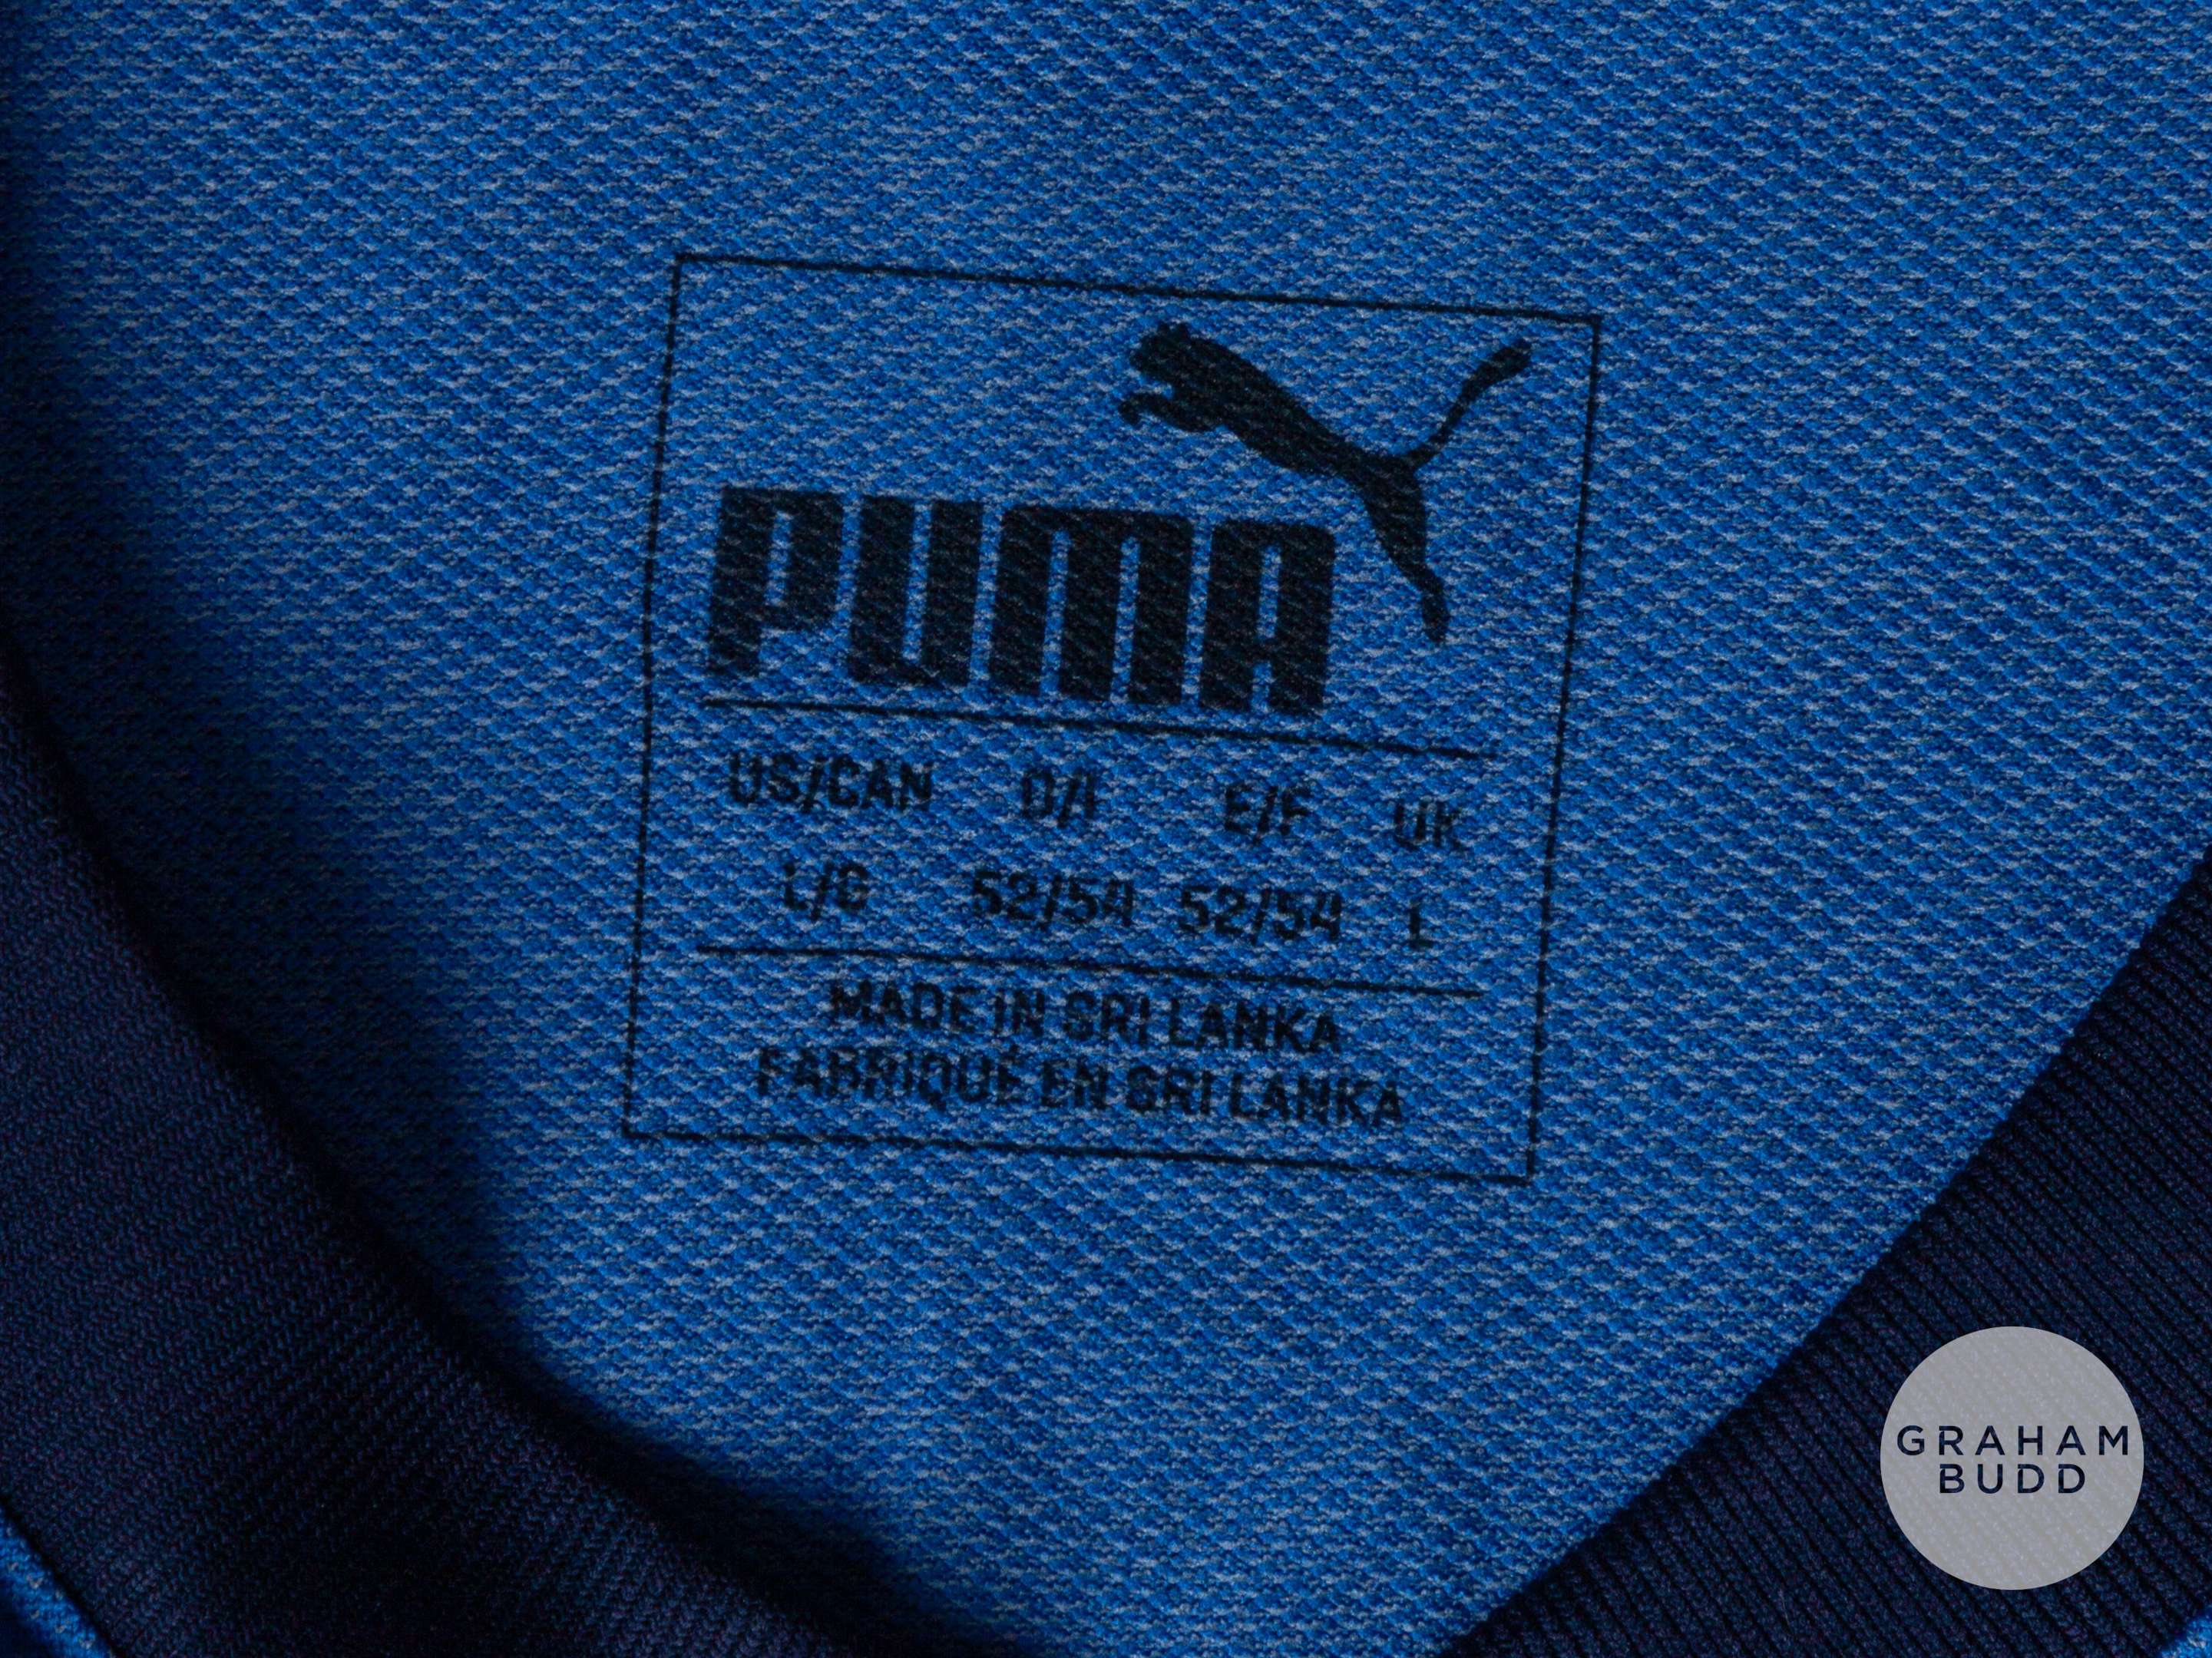 PUMA
US/CAN D/I E/F UK
L/G 52/54 52/54 L
MADE IN SRI LANKA
FABRIQUÉ EN SRI LANKA
GRAHAM
BUDD